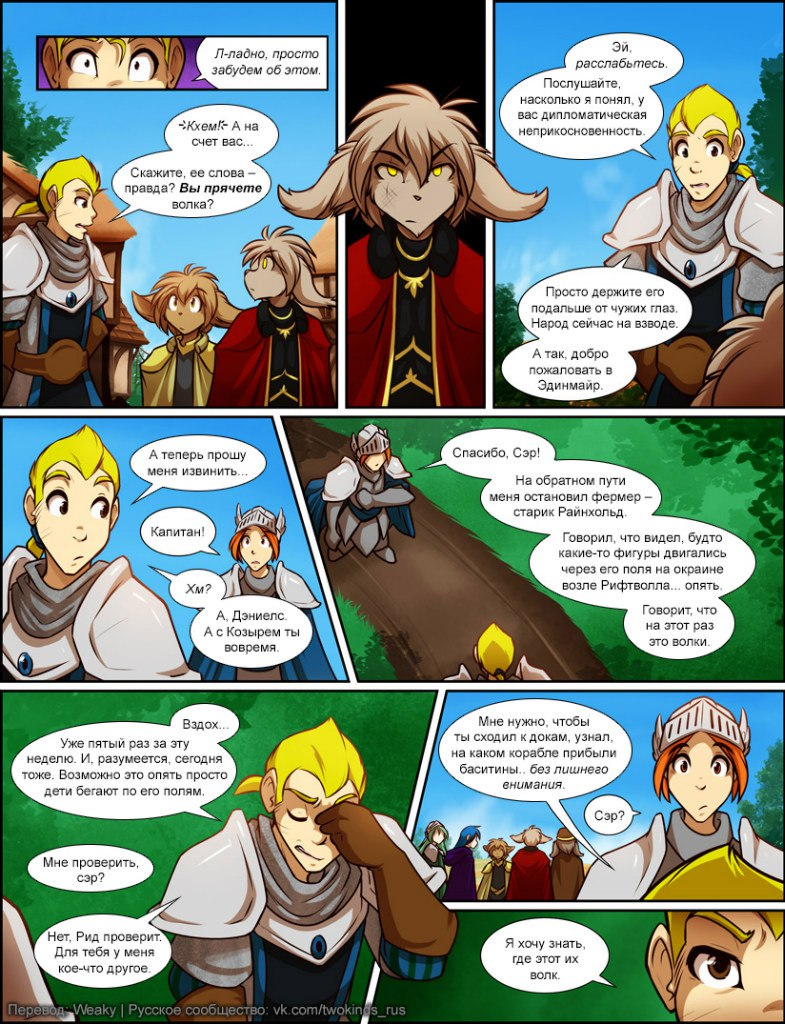 Л-ладно, просто
забудем об этом.
Кхем! А на
счет вас...
Скажите, ее слова –
правда? Вы прячете
волка?
Эй,
расслабьтесь.
Послушайте,
насколько я понял, у
вас дипломатическая
неприкосновенность.
Просто держите его
подальше от чужих глаз.
Народ сейчас на взводе.
А так, добро
пожаловать в
Эдинмайр.
А теперь прошу
меня извинить...
Капитан!
Хм?
А, Дэниелс.
А с Козырем ты
вовремя.
Спасибо, Сэр!
На обратном пути
меня остановил фермер –
старик Райнхольд.
Говорил, что видел, будто
какие-то фигуры двигались
через его поля на окраине
возле Рифтволла... опять.
Говорит, что
на этот раз
это волки.
Вздох...
Уже пятый раз за эту
неделю. И, разумеется, сегодня
тоже. Возможно это опять просто
дети бегают по его полям.
Мне проверить,
сэр?
Нет, Рид проверит.
Для тебя у меня
кое-что другое.
Мне нужно, чтобы
ты сходил к докам, узнал,
на каком корабле прибыли
баситины.. без лишнего
внимания.
Сэр?
Я хочу знать,
где этот их
волк.
Перевод: Weaky | Русское сообщество: vk.com/twokinds_rus